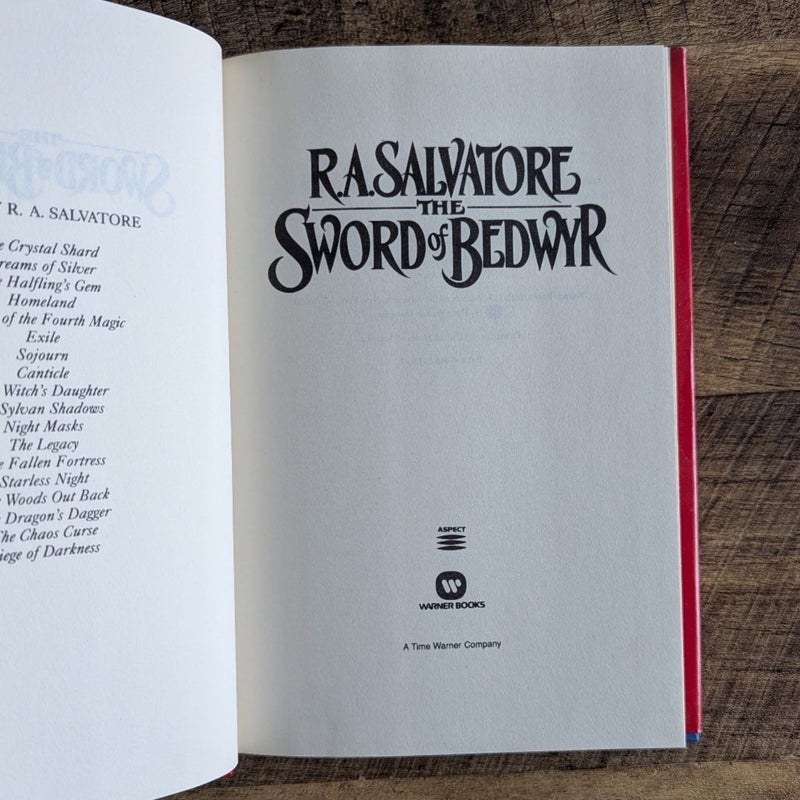 Y R. A. SALVATORE
e Crystal Shard
reams of Silver
e Halfling's Gem
Homeland
of the Fourth Magic
Exile
Sojourn
Canticle
Witch's Daughter
Sylvan Shadows
Night Masks
The Legacy
e Fallen Fortress
Starless Night
Woods Out Back
Dragon's Dagger
he Chaos Curse
iege of Darkness
R.A. SALVATORE
THE
SWORD of BEDWYR
ASPECT
WARNER BOOKS
A Time Warner Company